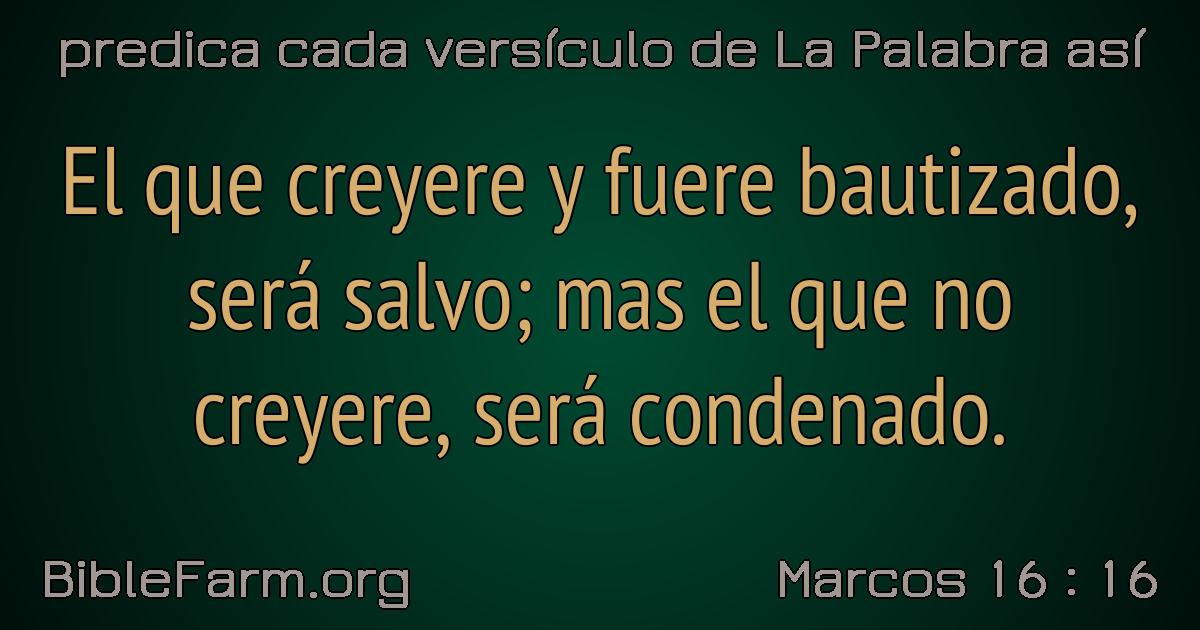 predica cada versículo de La Palabra así
El que creyere y fuere bautizado,
será salvo; mas el que no
creyere, será condenado.
BibleFarm.org
Marcos 16 : 16